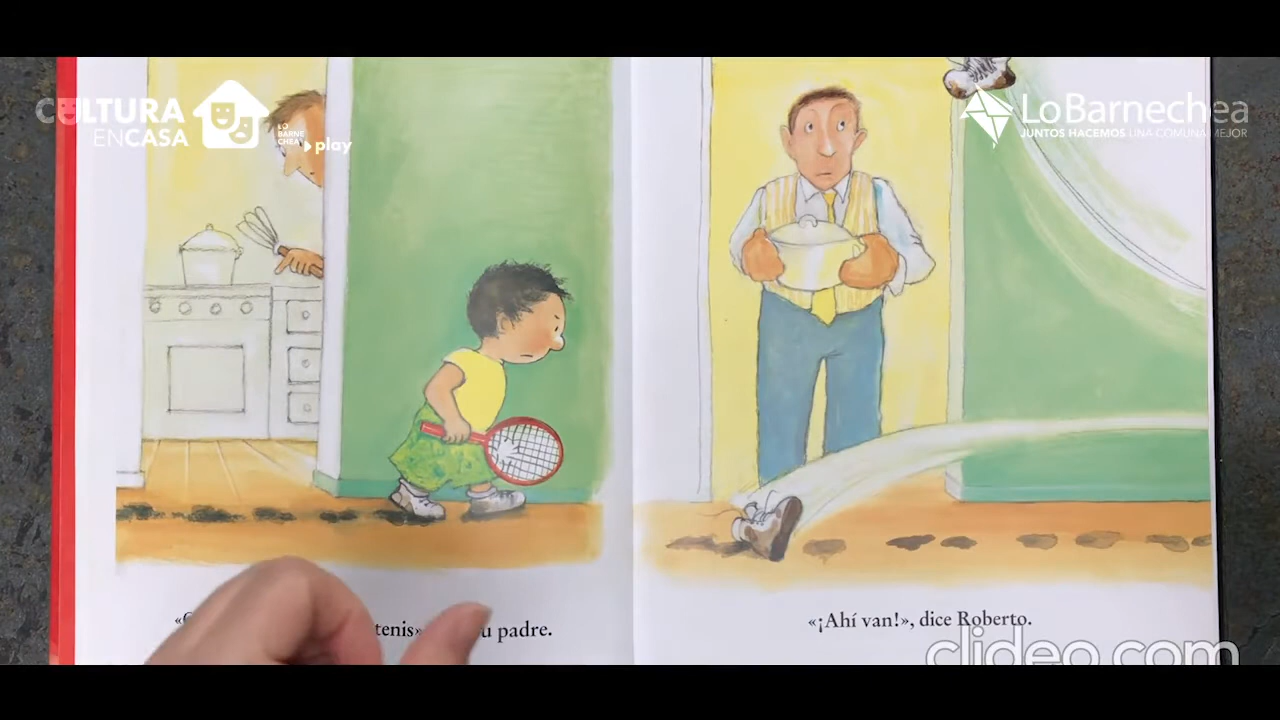 CULTURA
ENCASA
LO
BARNE
CHEA
play
LoBarnechea
JUNTOS HACEMOS UNA COMUNA MEJOR
tenis» u padre.
«¡Ahí van!», dice Roberto.
clideo.com